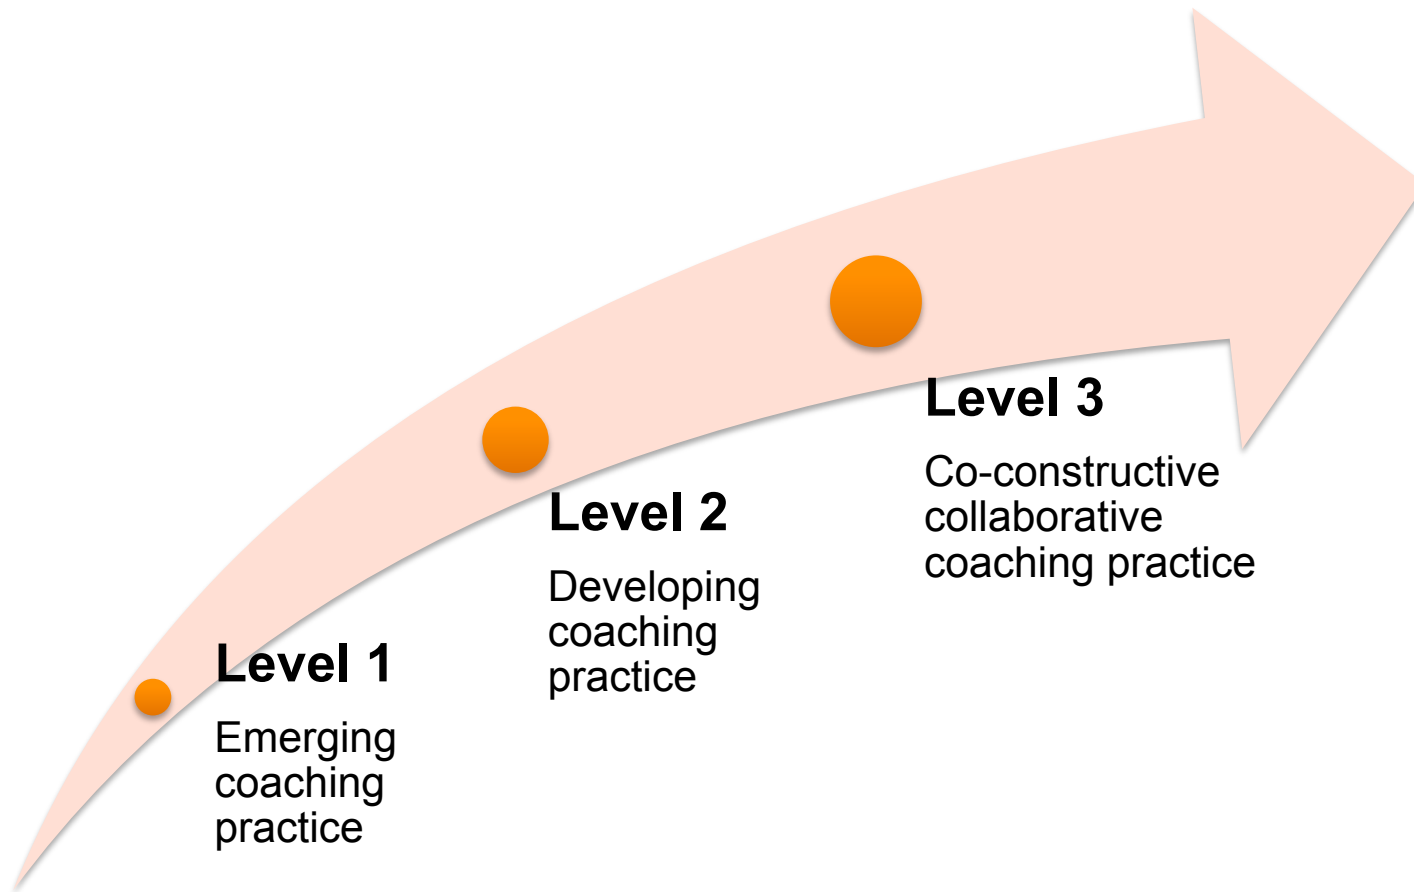 Level 1
Emerging
coaching
practice
Level 2
Developing
coaching
practice
Level 3
Co-constructive
collaborative
coaching practice